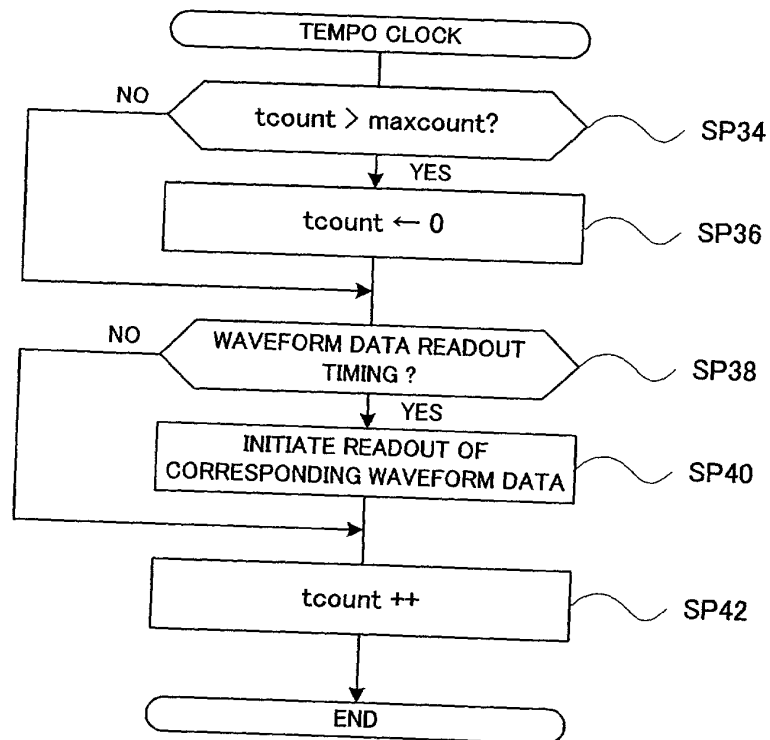 TEMPO CLOCK
NO
tcount > maxcount?
SP34
YES
tcount ← 0
SP36
NO
WAVEFORM DATA READOUT
TIMING ?
SP38
YES
INITIATE READOUT OF
CORRESPONDING WAVEFORM DATA
SP40
tcount ++
SP42
END